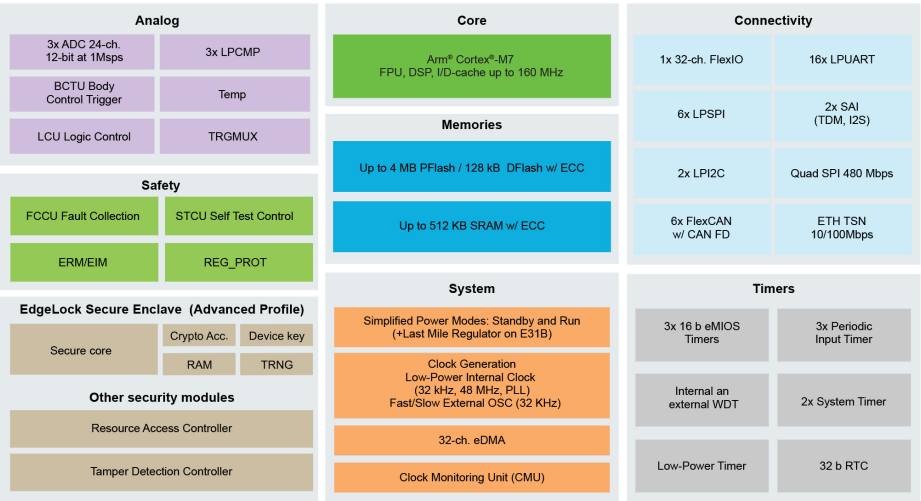 Analog
3x ADC 24-ch.
12-bit at 1Msps
3x LPCMP
BCTU Body
Control Trigger
Temp
LCU Logic Control
TRGMUX
Safety
FCCU Fault Collection
STCU Self Test Control
ERM/EIM
REG_PROT
EdgeLock Secure Enclave (Advanced Profile)
Secure core
Crypto Acc.
Device key
RAM
TRNG
Other security modules
Resource Access Controller
Tamper Detection Controller
Core
Arm® Cortex®-M7
FPU, DSP, I/D-cache up to 160 MHz
Memories
Up to 4 MB PFlash / 128 kB DFlash w/ ECC
Up to 512 KB SRAM w/ ECC
System
Simplified Power Modes: Standby and Run
(+Last Mile Regulator on E31B)
Clock Generation
Low-Power Internal Clock
(32 kHz, 48 MHz, PLL)
Fast/Slow External OSC (32 KHz)
32-ch. eDMA
Clock Monitoring Unit (CMU)
Connectivity
1x 32-ch. FlexIO
16x LPUART
6x LPSPI
2x SAI
(TDM, I2S)
2x LPI2C
Quad SPI 480 Mbps
6x FlexCAN
w/ CAN FD
ETH TSN
10/100Mbps
Timers
3x 16 b eMIOS
Timers
3x Periodic
Input Timer
Internal an
external WDT
2x System Timer
Low-Power Timer
32 b RTC